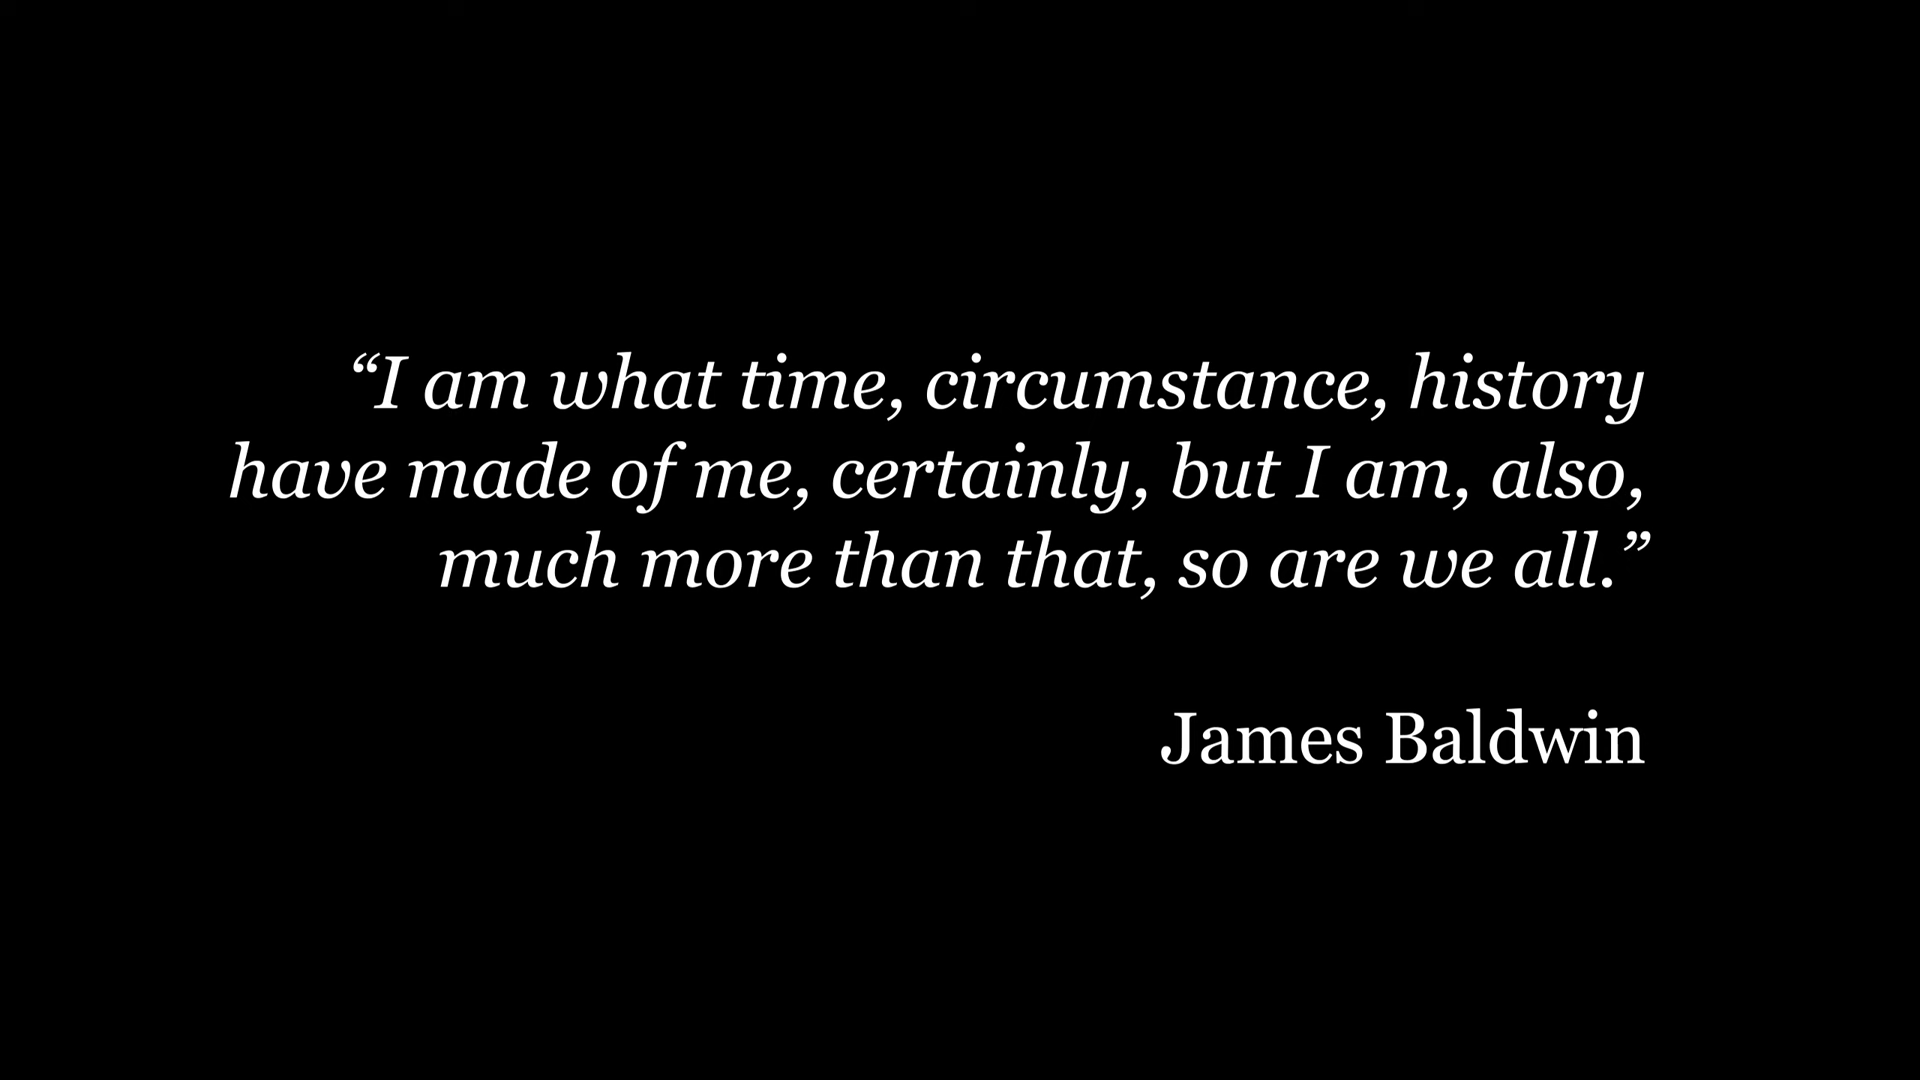 “I am what time, circumstance, history
have made of me, certainly, but I am, also,
much more than that, so are we all.”
James Baldwin